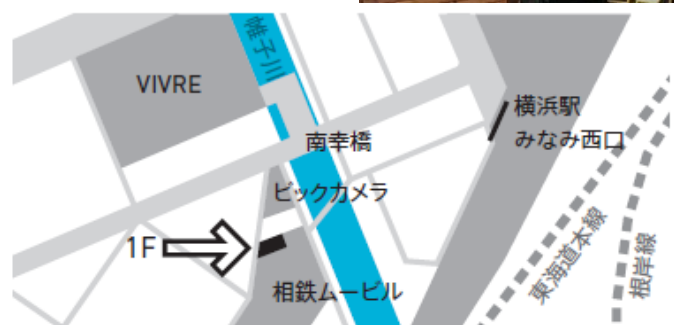 帷子川
VIVRE
横浜駅
みなみ西口
南幸橋
ビックカメラ
1F
相鉄ムービル
東海道本線
根岸線